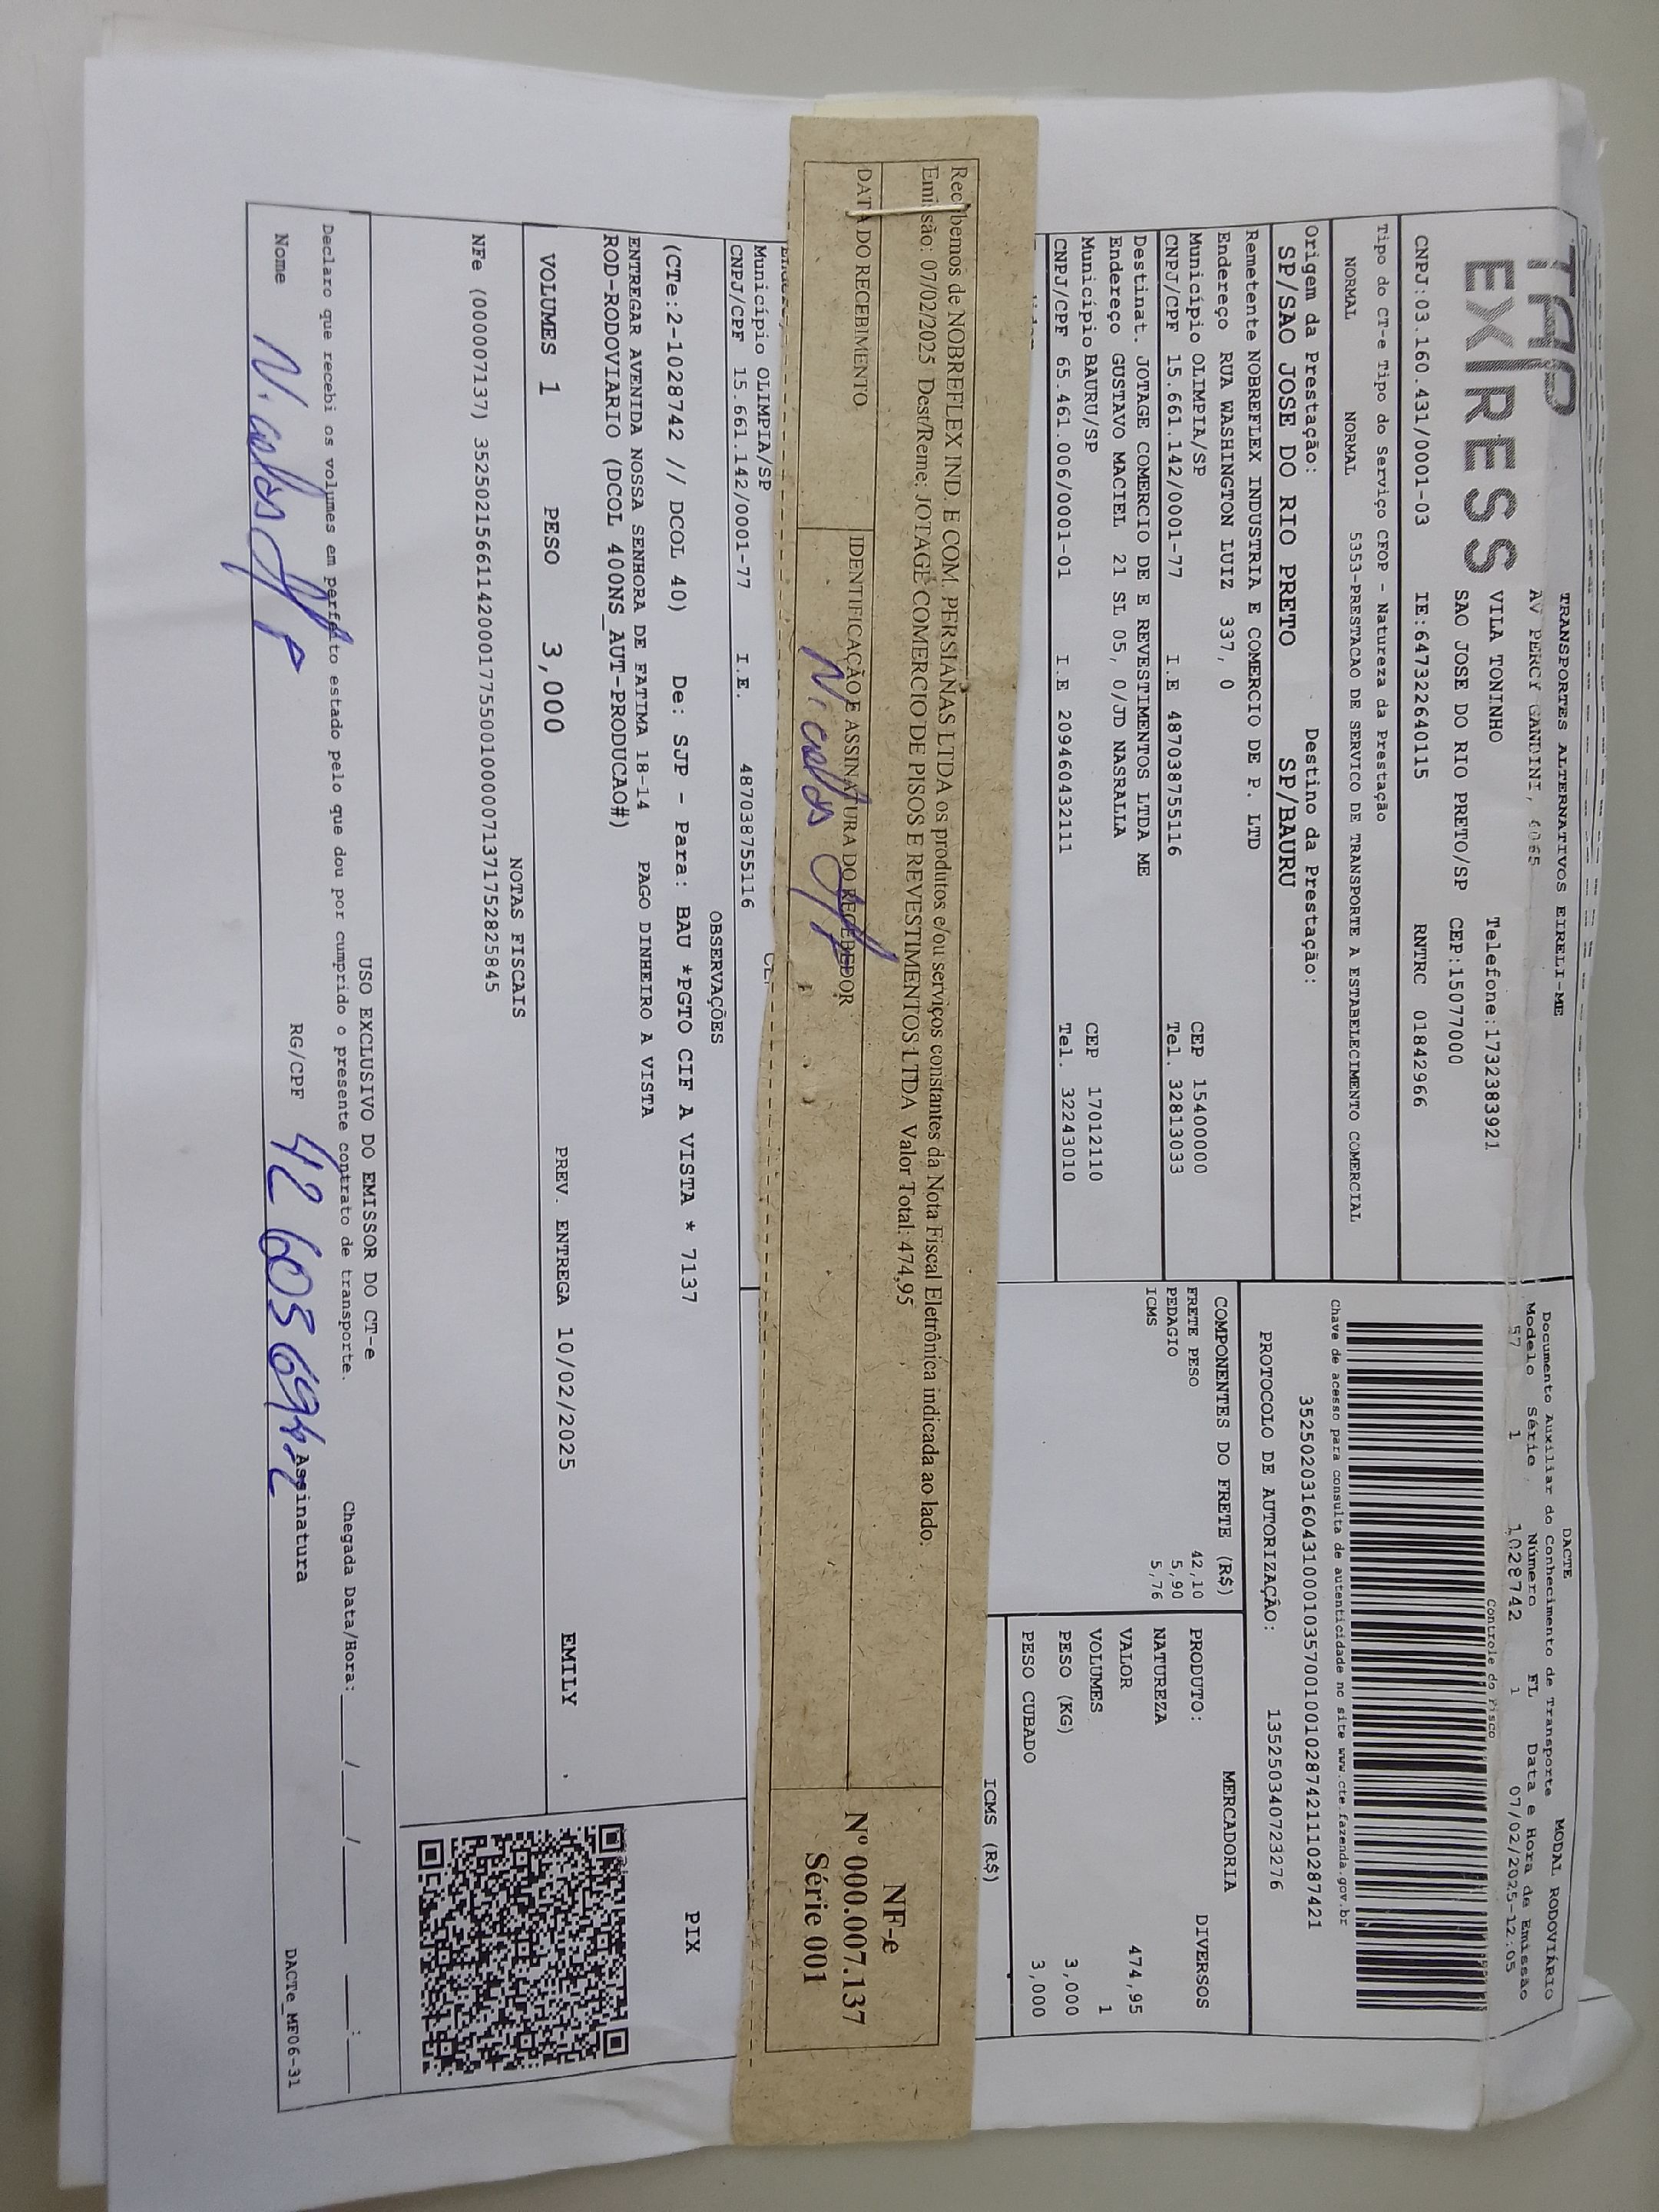 TAP
EXPRESS
TRANSPORTES ALTERNATIVOS EIRELI-ME
AV PERCY GANDINI, 4065
VILA TONINHO Telefone:1732383921
SAO JOSE DO RIO PRETO/SP CEP:15077000
CNPJ:03.160.431/0001-03 IE:647322640115 RNTRC 01842966
Tipo do CT-e Tipo do Serviço CFOP - Natureza da Prestação
NORMAL NORMAL 5353-PRESTACAO DE SERVICO DE TRANSPORTE A ESTABELECIMENTO COMERCIAL
Origem da Prestação: Destino da Prestação:
SP/SAO JOSE DO RIO PRETO SP/BAURU
Remetente NOBREFLEX INDUSTRIA E COMERCIO DE P. LTD
Endereço RUA WASHINGTON LUIZ 337, 0
Município OLIMPIA/SP CEP 15400000
CNPJ/CPF 15.661.142/0001-77 I.E 487038755116 Tel. 32813033
Destinat. JOTAGE COMERCIO DE E REVESTIMENTOS LTDA ME
Endereço GUSTAVO MACIEL 21 SL 05, 0/JD NASRALLA
Município BAURU/SP CEP 17012110
CNPJ/CPF 65.461.006/0001-01 I.E 209460432111 Tel. 32243010
DACTE MODAL RODOVIÁRIO
Documento Auxiliar do Conhecimento de Transporte
Modelo Série Número FL Data e Hora de Emissão
57 1 1028742 1 07/02/2025-12:05
Controle do Fisco
Chave de acesso para consulta de autenticidade no site www.cte.fazenda.gov.br
35250203160431000103570010010287421110287421
PROTOCOLO DE AUTORIZAÇÃO: 135250340723276
COMPONENTES DO FRETE (R$)
FRETE PESO 42,10
PEDAGIO 5,90
ICMS 5,76
MERCADORIA
PRODUTO: DIVERSOS
NATUREZA
VALOR 474,95
VOLUMES 1
PESO (KG) 3,000
PESO CUBADO 3,000
ICMS (R$)
Recebemos de NOBREFLEX IND. E COM. PERSIANAS LTDA os produtos e/ou serviços constantes da Nota Fiscal Eletrônica indicada ao lado.
Emissão: 07/02/2025 Dest/Reme: JOTAGE COMERCIO DE PISOS E REVESTIMENTOS LTDA Valor Total: 474,95
DATA DO RECEBIMENTO IDENTIFICAÇÃO E ASSINATURA DO RECEBEDOR
Nicolas
NF-e
Nº 000.007.137
Série 001
Município OLIMPIA/SP
CNPJ/CPF 15.661.142/0001-77 I.E. 487038755116
OBSERVAÇÕES
(CTe:2-1028742 // DCOL 40) De: SJP - Para: BAU *PGTO CIF A VISTA * 7137
ENTREGAR AVENIDA NOSSA SENHORA DE FATIMA 18-14 PAGO DINHEIRO A VISTA
ROD-RODOVIARIO (DCOL 400NS_AUT-PRODUCAO#)
PIX
VOLUMES 1 PESO 3,000 PREV. ENTREGA 10/02/2025 EMILY
NOTAS FISCAIS
NFe (000007137) 35250215661142000177550010000071371752825845
USO EXCLUSIVO DO EMISSOR DO CT-e
Declaro que recebi os volumes em perfeito estado pelo que dou por cumprido o presente contrato de transporte. Chegada Data/Hora:____/____/______ ____:____
Nome Nicolas RG/CPF Assinatura
DACTe_MF06-31